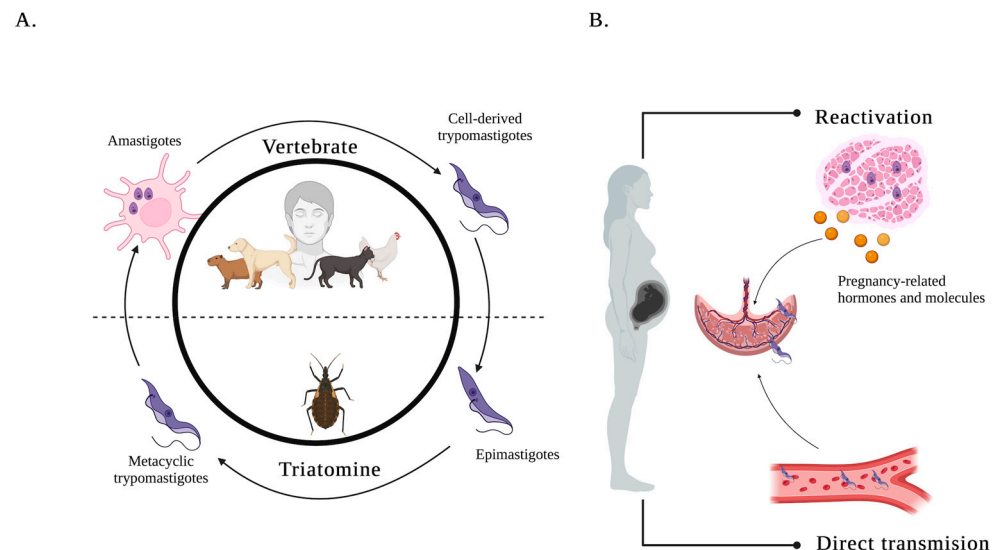 A.
Amastigotes
Vertebrate
Cell-derived
trypomastigotes
Metacyclic
trypomastigotes
Triatomine
Epimastigotes
B.
Reactivation
Pregnancy-related
hormones and molecules
Direct transmision